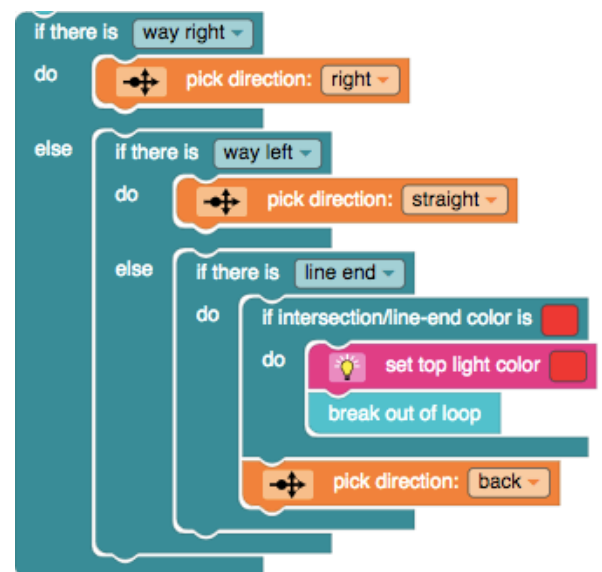 if there is way right
do pick direction: right
else if there is way left
do pick direction: straight
else if there is line end
do if intersection/line-end color is
do set top light color
break out of loop
pick direction: back